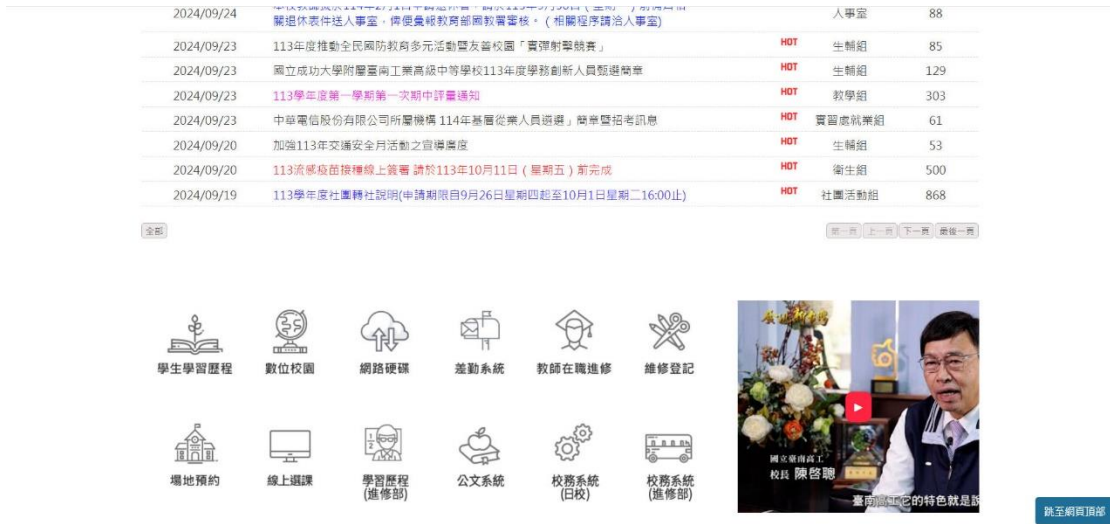 2024/09/24
關退休表件送人事室,俾便彙報教育部國教署審核。(相關程序請洽人事室)
人事室
88
2024/09/23
113年度推動全民國防教育多元活動暨友善校園「實彈射擊競賽」
HOT
生輔組
85
2024/09/23
國立成功大學附屬臺南工業高級中等學校113年度學務創新人員甄選簡章
HOT
生輔組
129
2024/09/23
113學年度第一學期第一次期中評量通知
HOT
教學組
303
2024/09/23
中華電信股份有限公司所屬機構 114年基層從業人員遴選」簡章暨招考訊息
HOT
實習處就業組
61
2024/09/20
加強113年交通安全月活動之宣導廣度
HOT
生輔組
53
2024/09/20
113流感疫苗接種線上簽署 請於113年10月11日(星期五)前完成
HOT
衛生組
500
2024/09/19
113學年度社團轉社說明(申請期限自9月26日星期四起至10月1日星期二16:00止)
HOT
社團活動組
868
全部
第一頁
上一頁
下一頁
最後一頁
學生學習歷程
數位校園
網路硬碟
差勤系統
教師在職進修
維修登記
場地預約
線上選課
學習歷程
(進修部)
公文系統
校務系統
(日校)
校務系統
(進修部)
國立臺南高工
校長 陳啓聰
臺南高工它的特色就是說
跳至網頁頂部